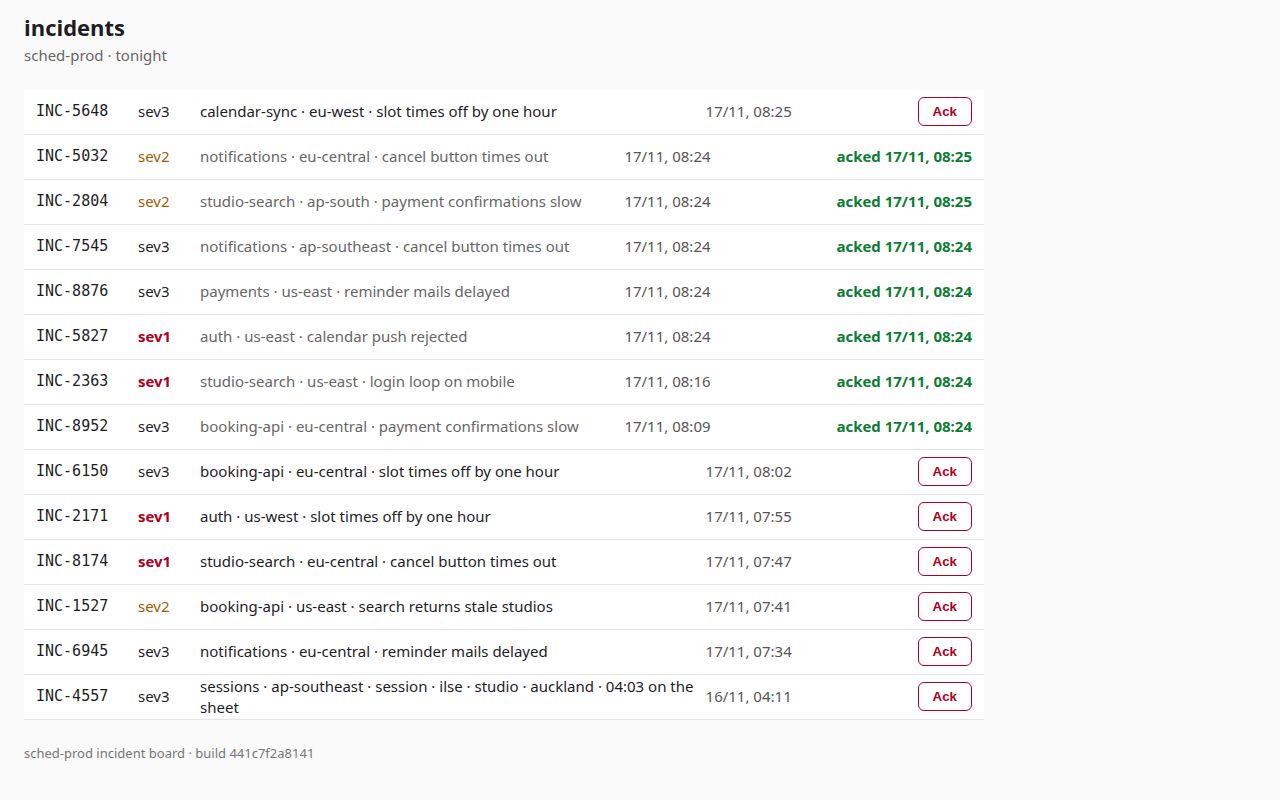 incidents
sched-prod · tonight
INC-5648 sev3 calendar-sync · eu-west · slot times off by one hour 17/11, 08:25 Ack
INC-5032 sev2 notifications · eu-central · cancel button times out 17/11, 08:24 acked 17/11, 08:25
INC-2804 sev2 studio-search · ap-south · payment confirmations slow 17/11, 08:24 acked 17/11, 08:25
INC-7545 sev3 notifications · ap-southeast · cancel button times out 17/11, 08:24 acked 17/11, 08:24
INC-8876 sev3 payments · us-east · reminder mails delayed 17/11, 08:24 acked 17/11, 08:24
INC-5827 sev1 auth · us-east · calendar push rejected 17/11, 08:24 acked 17/11, 08:24
INC-2363 sev1 studio-search · us-east · login loop on mobile 17/11, 08:16 acked 17/11, 08:24
INC-8952 sev3 booking-api · eu-central · payment confirmations slow 17/11, 08:09 acked 17/11, 08:24
INC-6150 sev3 booking-api · eu-central · slot times off by one hour 17/11, 08:02 Ack
INC-2171 sev1 auth · us-west · slot times off by one hour 17/11, 07:55 Ack
INC-8174 sev1 studio-search · eu-central · cancel button times out 17/11, 07:47 Ack
INC-1527 sev2 booking-api · us-east · search returns stale studios 17/11, 07:41 Ack
INC-6945 sev3 notifications · eu-central · reminder mails delayed 17/11, 07:34 Ack
INC-4557 sev3 sessions · ap-southeast · session · ilse · studio · auckland · 04:03 on the 16/11, 04:11 Ack
sheet
sched-prod incident board · build 441c7f2a8141